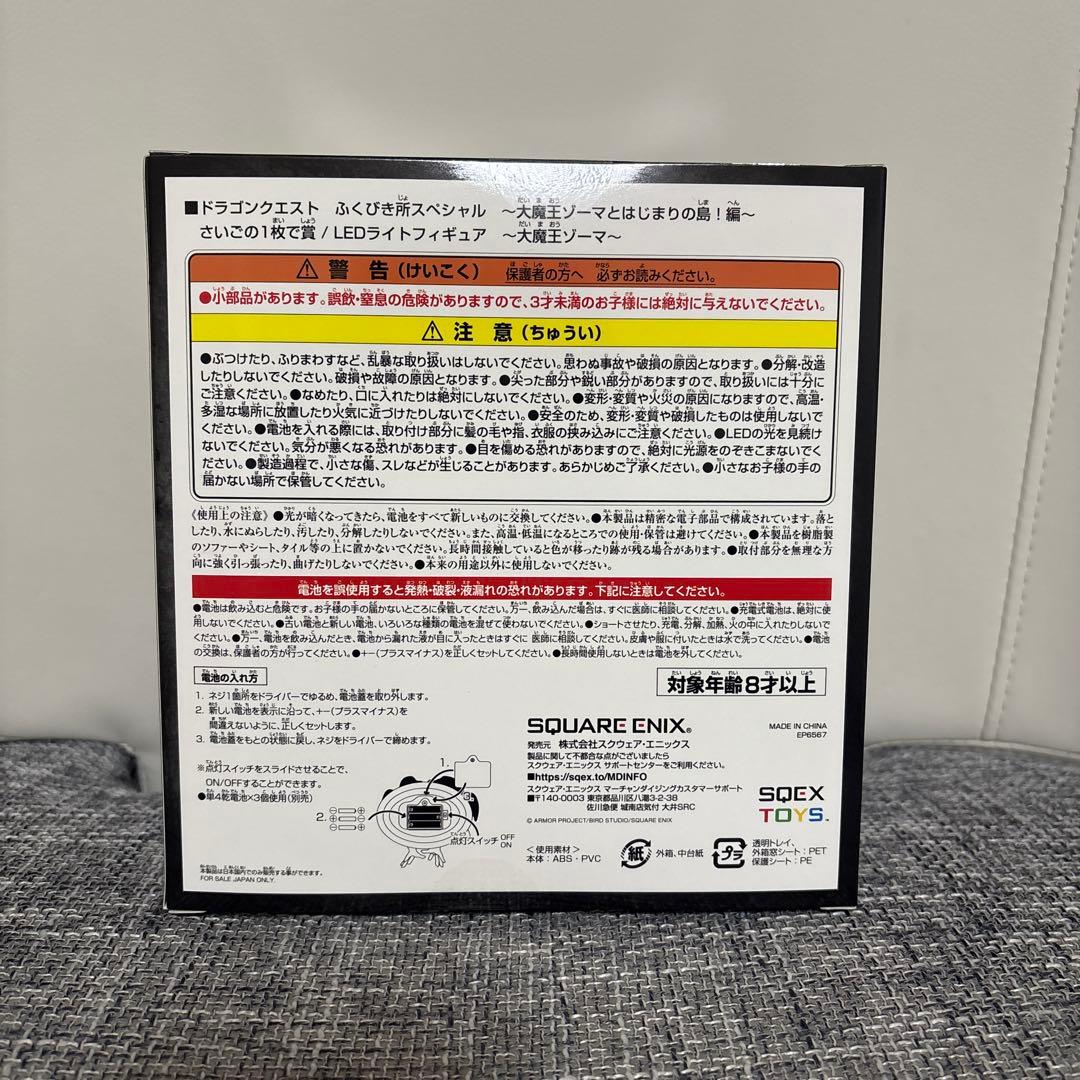 ■ドラゴンクエスト ふくびき所スペシャル ～大魔王ゾーマとはじまりの島！編～
さいごの1枚で賞 / LEDライトフィギュア ～大魔王ゾーマ～
⚠ 警 告（けいこく） 保護者の方へ 必ずお読みください。
●小部品があります。誤飲・窒息の危険がありますので、3才未満のお子様には絶対に与えないでください。
⚠ 注 意（ちゅうい）
●ぶつけたり、ふりまわすなど、乱暴な取り扱いはしないでください。思わぬ事故や破損の原因となります。●分解・改造
したりしないでください。破損や故障の原因となります。●尖った部分や鋭い部分がありますので、取り扱いには十分に
ご注意ください。●なめたり、口に入れたりは絶対にしないでください。●変形・変質や火災の原因になりますので、高温・
多湿な場所に放置したり火気に近づけたりしないでください。●安全のため、変形・変質や破損したものは使用しないで
ください。●電池を入れる際には、取り付け部分に髪の毛や指、衣服の挟み込みにご注意ください。●LEDの光を見続け
ないでください。気分が悪くなる恐れがあります。●目を傷める恐れがありますので、絶対に光源をのぞきこまないでく
ださい。●製造過程で、小さな傷、スレなどが生じることがあります。あらかじめご了承ください。●小さなお子様の手の
届かない場所で保管してください。
《使用上の注意》●光が暗くなってきたら、電池をすべて新しいものに交換してください。●本製品は精密な電子部品で構成されています。落と
したり、水にぬらしたり、汚したり、分解したりしないでください。また、高温・低温になるところでの使用・保管は避けてください。●本製品を樹脂製
のソファーやシート、タイル等の上に置かないでください。長時間接触していると色が移ったり跡が残る場合があります。●取付部分を無理な方
向に強く引っ張ったり、曲げたりしないでください。●本来の用途以外に使用しないでください。
電池を誤使用すると発熱・破裂・液漏れの恐れがあります。下記に注意してください。
●電池は飲み込むと危険です。お子様の手の届かないところに保管してください。万一、飲み込んだ場合は、すぐに医師に相談してください。●充電式電池は、絶対に使
用しないでください。●古い電池と新しい電池、いろいろな種類の電池を混ぜて使わないでください。●ショートさせたり、充電、分解、加熱、火の中に入れたりしないで
ください。●万一、電池を飲み込んだとき、電池から漏れた液が目に入ったときはすぐに医師に相談してください。皮膚や服に付いたときは水で洗ってください。●電池
の交換は、保護者の方が行ってください。●+－（プラスマイナス）を正しくセットしてください。●長時間使用しないときは電池を外してください。
電池の入れ方
1. ネジ1箇所をドライバーでゆるめ、電池蓋を取り外します。
2. 新しい電池を表示に沿って、+－（プラスマイナス）を
間違えないように、正しくセットします。
3. 電池蓋をもとの状態に戻し、ネジをドライバーで締めます。
※点灯スイッチをスライドさせることで、
ON/OFFすることができます。
●単4乾電池×3個使用（別売）
1.
3.
2.
点灯スイッチ
OFF
ON
本製品は日本国内でのみ販売する事ができます。
FOR SALE JAPAN ONLY.
対象年齢8才以上
SQUARE ENIX®
MADE IN CHINA
EP6567
発売元 株式会社スクウェア・エニックス
製品に関して不都合な点がございましたら
スクウェア・エニックス サポートセンターをご利用ください。
■https://sqex.to/MDINFO
スクウェア・エニックス マーチャンダイジングカスタマーサポート
■〒140-0003 東京都品川区八潮3-2-38
佐川急便 城南店気付 大井SRC
© ARMOR PROJECT/BIRD STUDIO/SQUARE ENIX
SQEX
TOYS™
＜使用素材＞
本体：ABS・PVC
紙
外箱、中台紙
プラ
透明トレイ、
外箱窓シート：PET
保護シート：PE